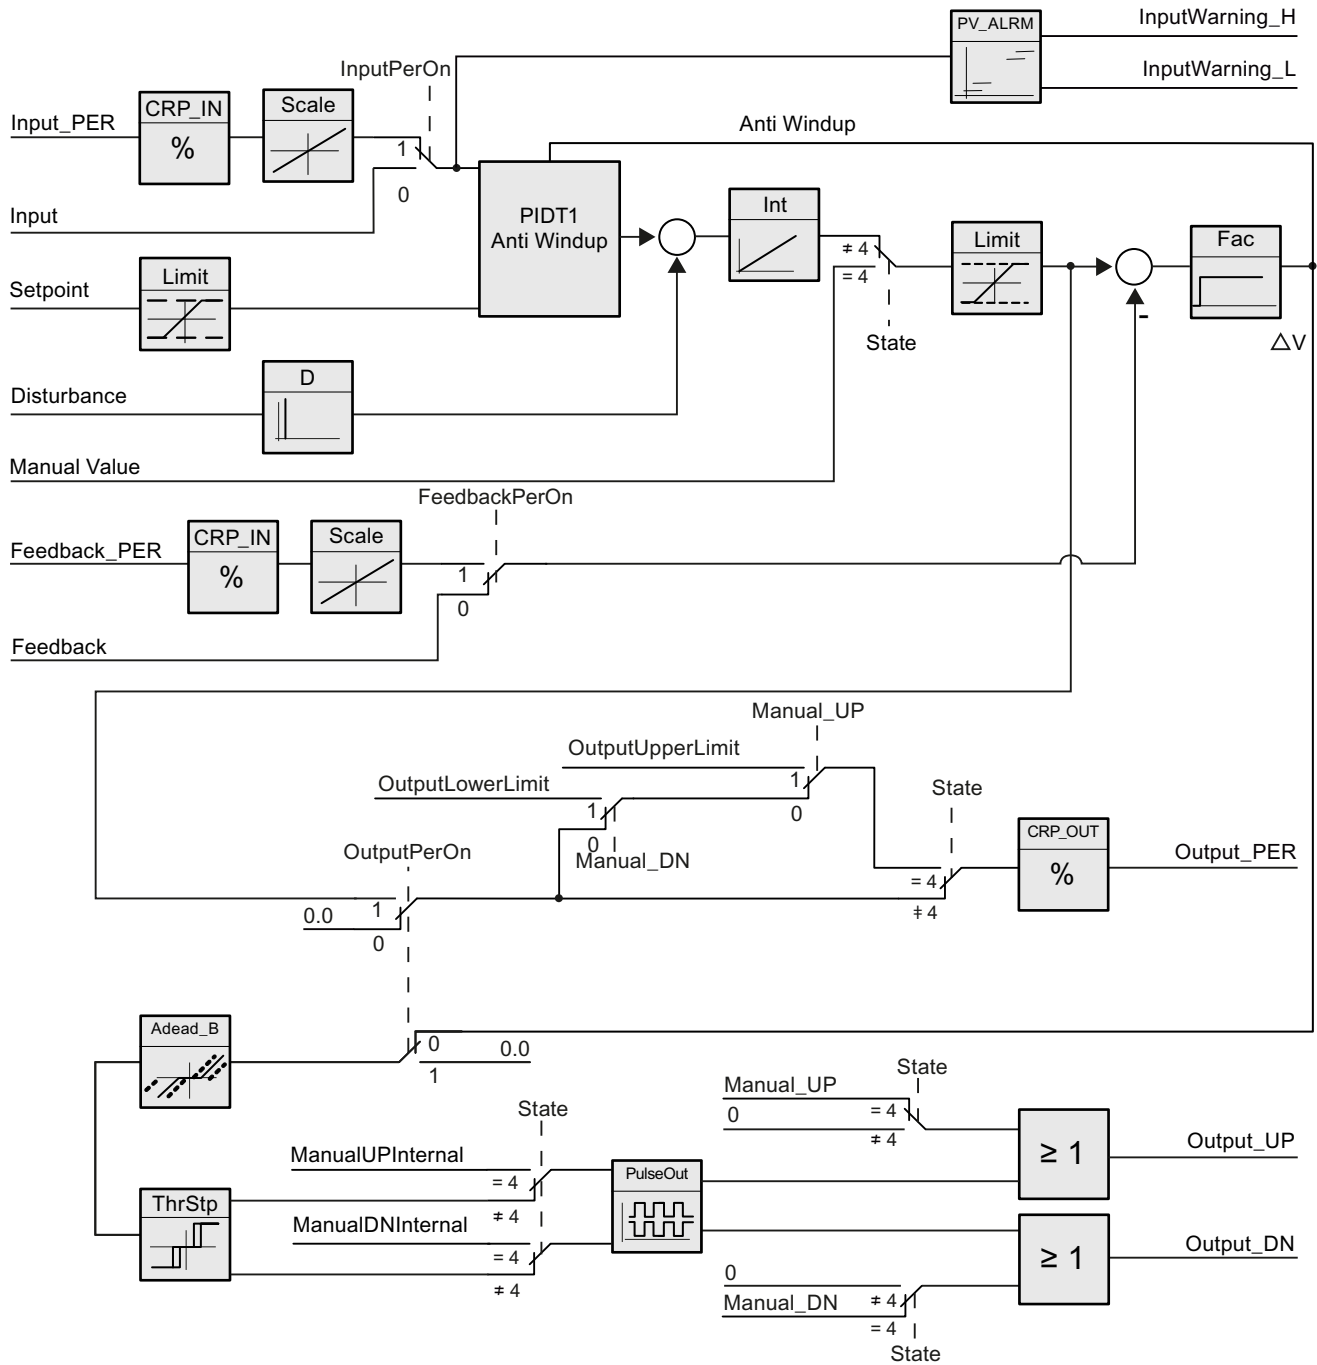 InputWarning_H
PV_ALRM
InputWarning_L
InputPerOn
CRP_IN
Scale
Input_PER
%
Anti Windup
1
0
Input
PIDT1
Anti Windup
Int
≠ 4
= 4
Limit
Fac
Limit
Setpoint
State
-
△V
D
Disturbance
Manual Value
FeedbackPerOn
CRP_IN
Scale
Feedback_PER
%
1
0
Feedback
Manual_UP
OutputUpperLimit
1
0
OutputLowerLimit
1
0
Manual_DN
State
CRP_OUT
%
Output_PER
= 4
≠ 4
OutputPerOn
0.0
1
0
Adead_B
0
0.0
1
State
Manual_UP
= 4
0
≠ 4
≥ 1
Output_UP
State
ManualUPInternal
= 4
≠ 4
PulseOut
ThrStp
ManualDNInternal
= 4
≠ 4
≥ 1
Output_DN
0
≠ 4
Manual_DN
= 4
State